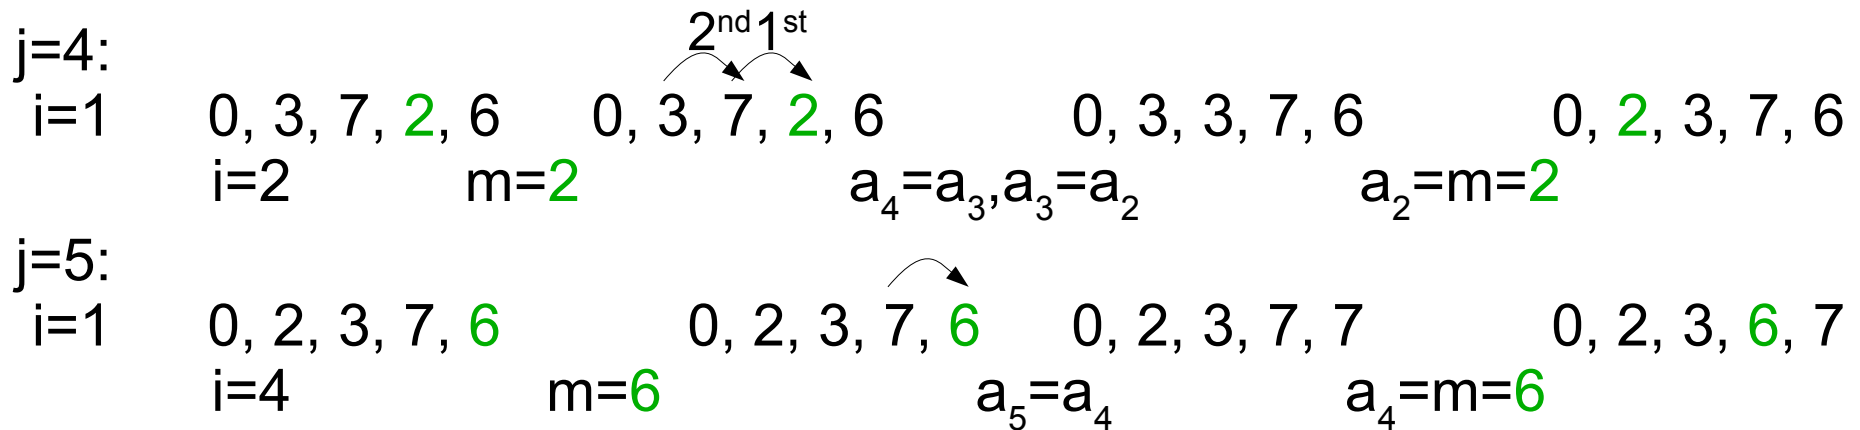 2nd 1st
j=4:
i=1 0, 3, 7, 2, 6 0, 3, 7, 2, 6 0, 3, 3, 7, 6 0, 2, 3, 7, 6
i=2 m=2 a4=a3,a3=a2 a2=m=2
j=5:
i=1 0, 2, 3, 7, 6 0, 2, 3, 7, 6 0, 2, 3, 7, 7 0, 2, 3, 6, 7
i=4 m=6 a5=a4 a4=m=6